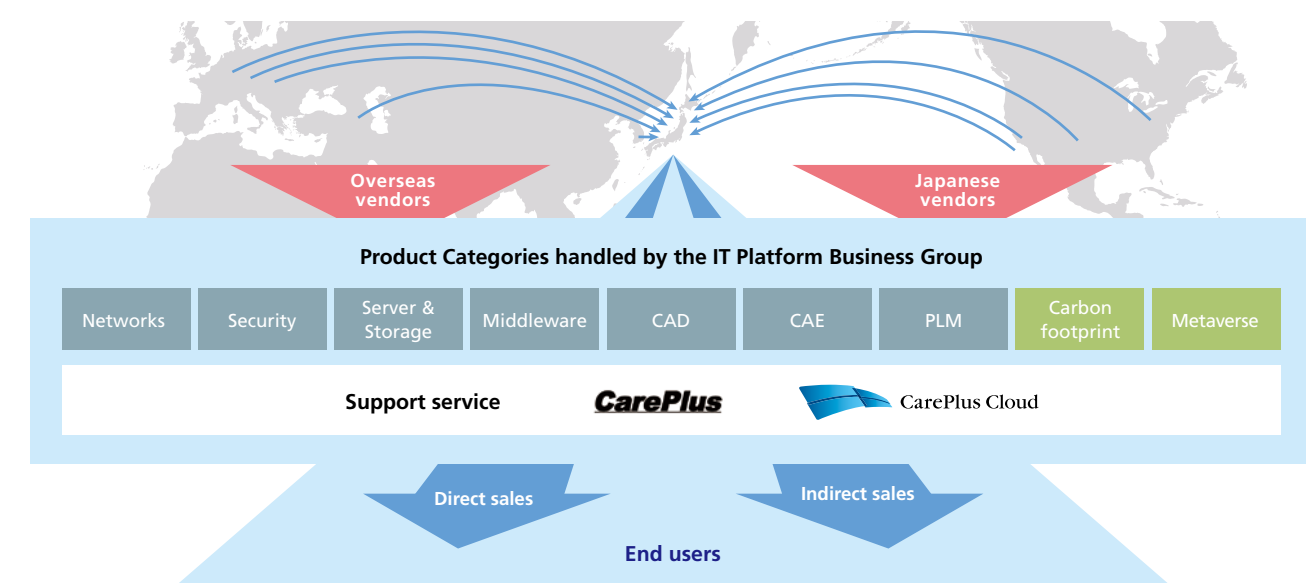 Overseas
vendors
Japanese
vendors
Product Categories handled by the IT Platform Business Group
Networks
Security
Server &
Storage
Middleware
CAD
CAE
PLM
Carbon
footprint
Metaverse
Support service
CarePlus
CarePlus Cloud
Direct sales
Indirect sales
End users